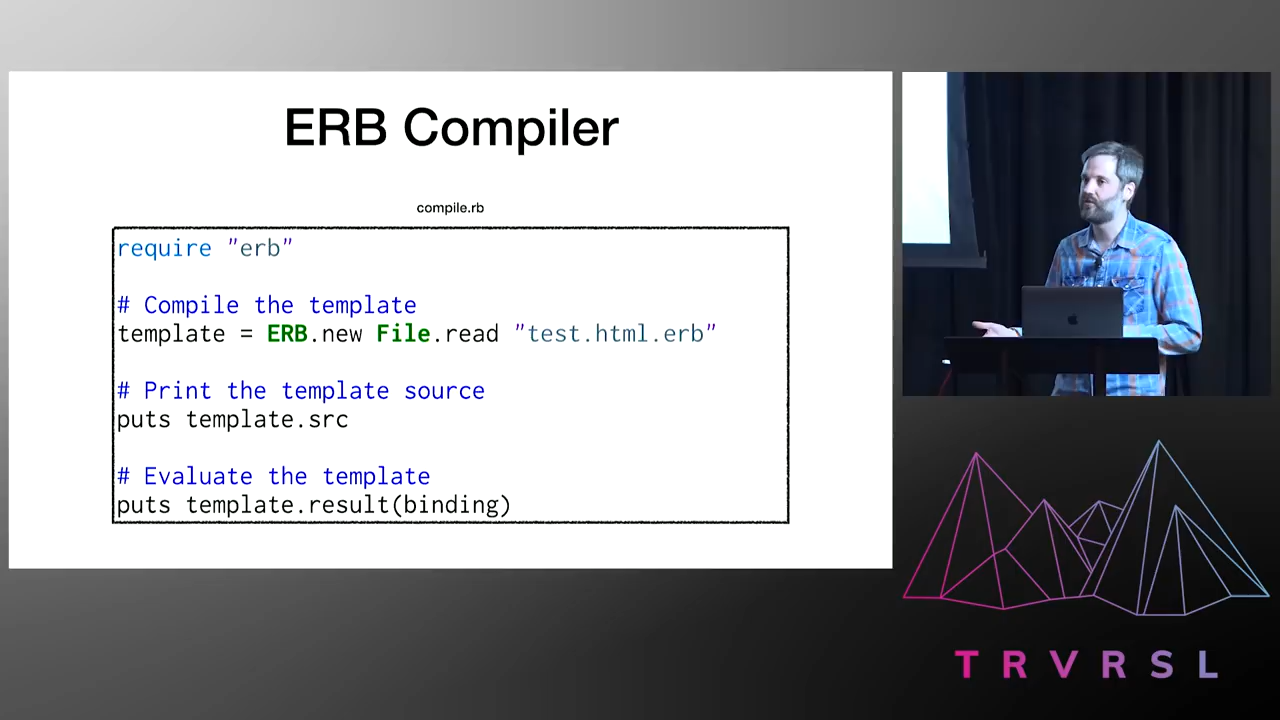 ERB Compiler
compile.rb
require "erb"
# Compile the template
template = ERB.new File.read "test.html.erb"
# Print the template source
puts template.src
# Evaluate the template
puts template.result(binding)
TRVRSL